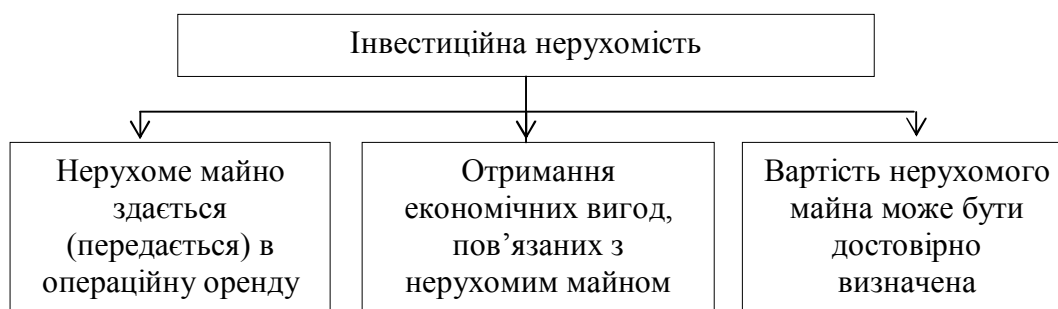 Інвестиційна нерухомість
Нерухоме майно
здається
(передається) в
операційну оренду
Отримання
економічних вигод,
пов’язаних з
нерухомим майном
Вартість нерухомого
майна може бути
достовірно
визначена